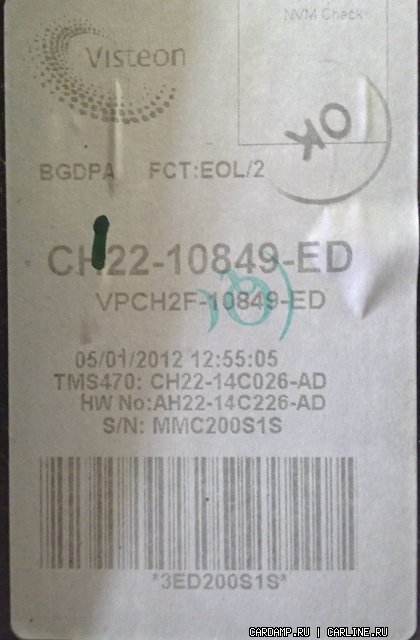 NVM Check
Visteon
OK
BGDPA FCT:EOL/2
CH22-10849-ED
VPCH2F-10849-ED
05/01/2012 12:55:05
TMS470: CH22-14C026-AD
HW No:AH22-14C226-AD
S/N: MMC200S1S
*3ED200S1S*
CARDAMP.RU | CARLINE.RU